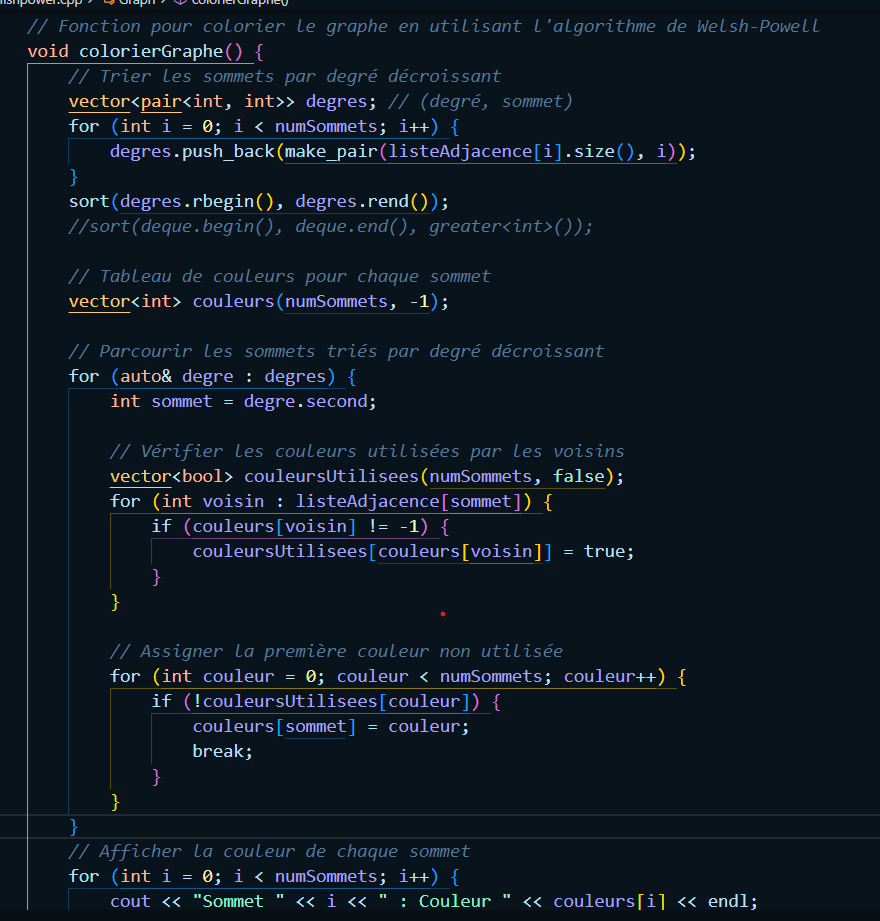 Graph > colorierGraphe()
// Fonction pour colorier le graphe en utilisant l'algorithme de Welsh-Powell
void colorierGraphe() {
    // Trier les sommets par degré décroissant
    vector<pair<int, int>> degres; // (degré, sommet)
    for (int i = 0; i < numSommets; i++) {
        degres.push_back(make_pair(listeAdjacence[i].size(), i));
    }
    sort(degres.rbegin(), degres.rend());
    //sort(deque.begin(), deque.end(), greater<int>());
    // Tableau de couleurs pour chaque sommet
    vector<int> couleurs(numSommets, -1);
    // Parcourir les sommets triés par degré décroissant
    for (auto& degre : degres) {
        int sommet = degre.second;
        // Vérifier les couleurs utilisées par les voisins
        vector<bool> couleursUtilisees(numSommets, false);
        for (int voisin : listeAdjacence[sommet]) {
            if (couleurs[voisin] != -1) {
                couleursUtilisees[couleurs[voisin]] = true;
            }
        }
        // Assigner la première couleur non utilisée
        for (int couleur = 0; couleur < numSommets; couleur++) {
            if (!couleursUtilisees[couleur]) {
                couleurs[sommet] = couleur;
                break;
            }
        }
    }
    // Afficher la couleur de chaque sommet
    for (int i = 0; i < numSommets; i++) {
        cout << "Sommet " << i << " : Couleur " << couleurs[i] << endl;